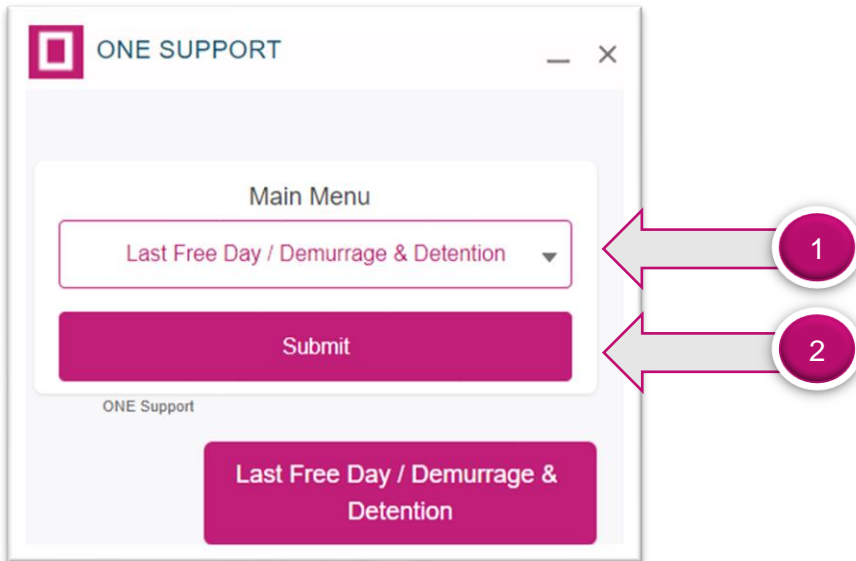 ONE SUPPORT
Main Menu
Last Free Day / Demurrage & Detention
1
Submit
2
ONE Support
Last Free Day / Demurrage &
Detention